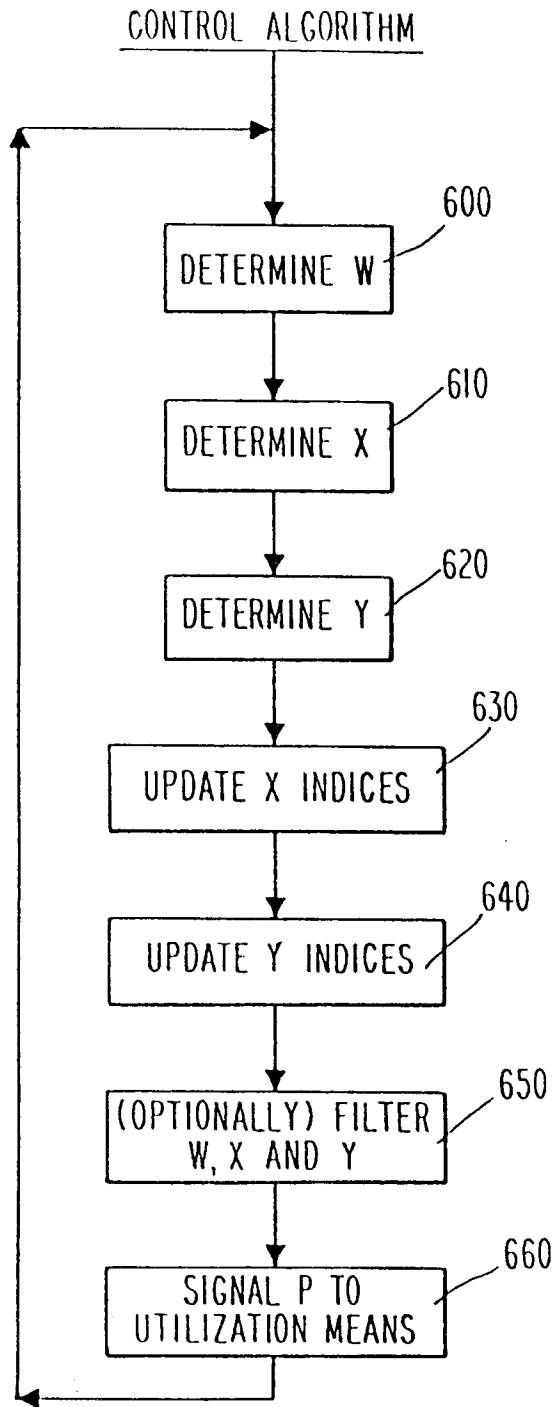 CONTROL ALGORITHM
600
DETERMINE W
610
DETERMINE X
620
DETERMINE Y
630
UPDATE X INDICES
640
UPDATE Y INDICES
650
(OPTIONALLY) FILTER
W, X AND Y
660
SIGNAL P TO
UTILIZATION MEANS